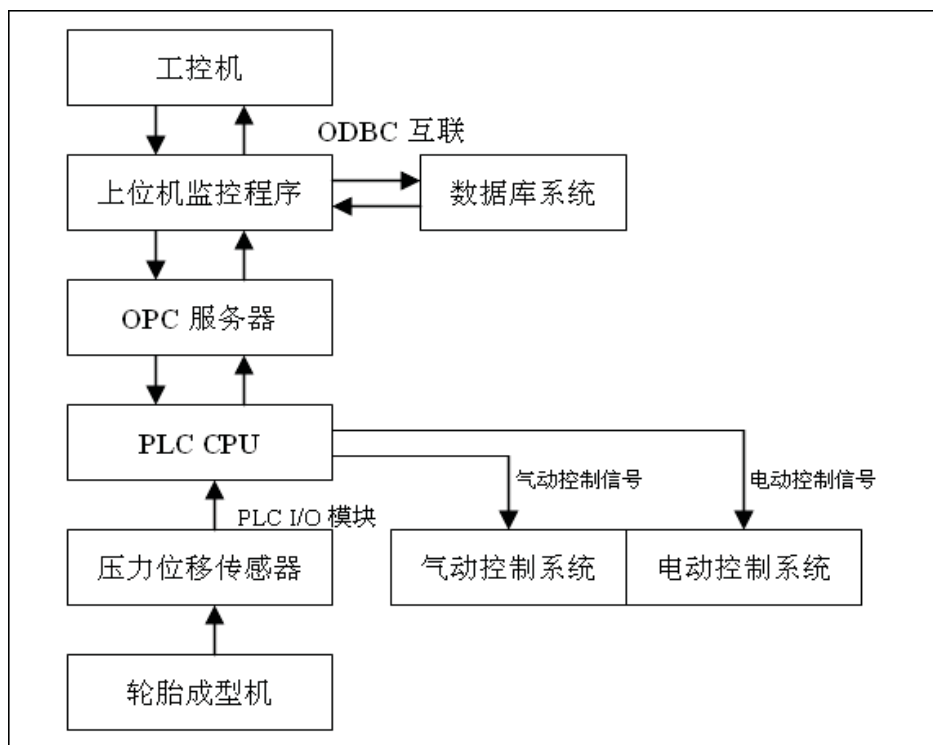 工控机
ODBC 互联
上位机监控程序
数据库系统
OPC 服务器
PLC CPU
气动控制信号
电动控制信号
PLC I/O 模块
压力位移传感器
气动控制系统
电动控制系统
轮胎成型机